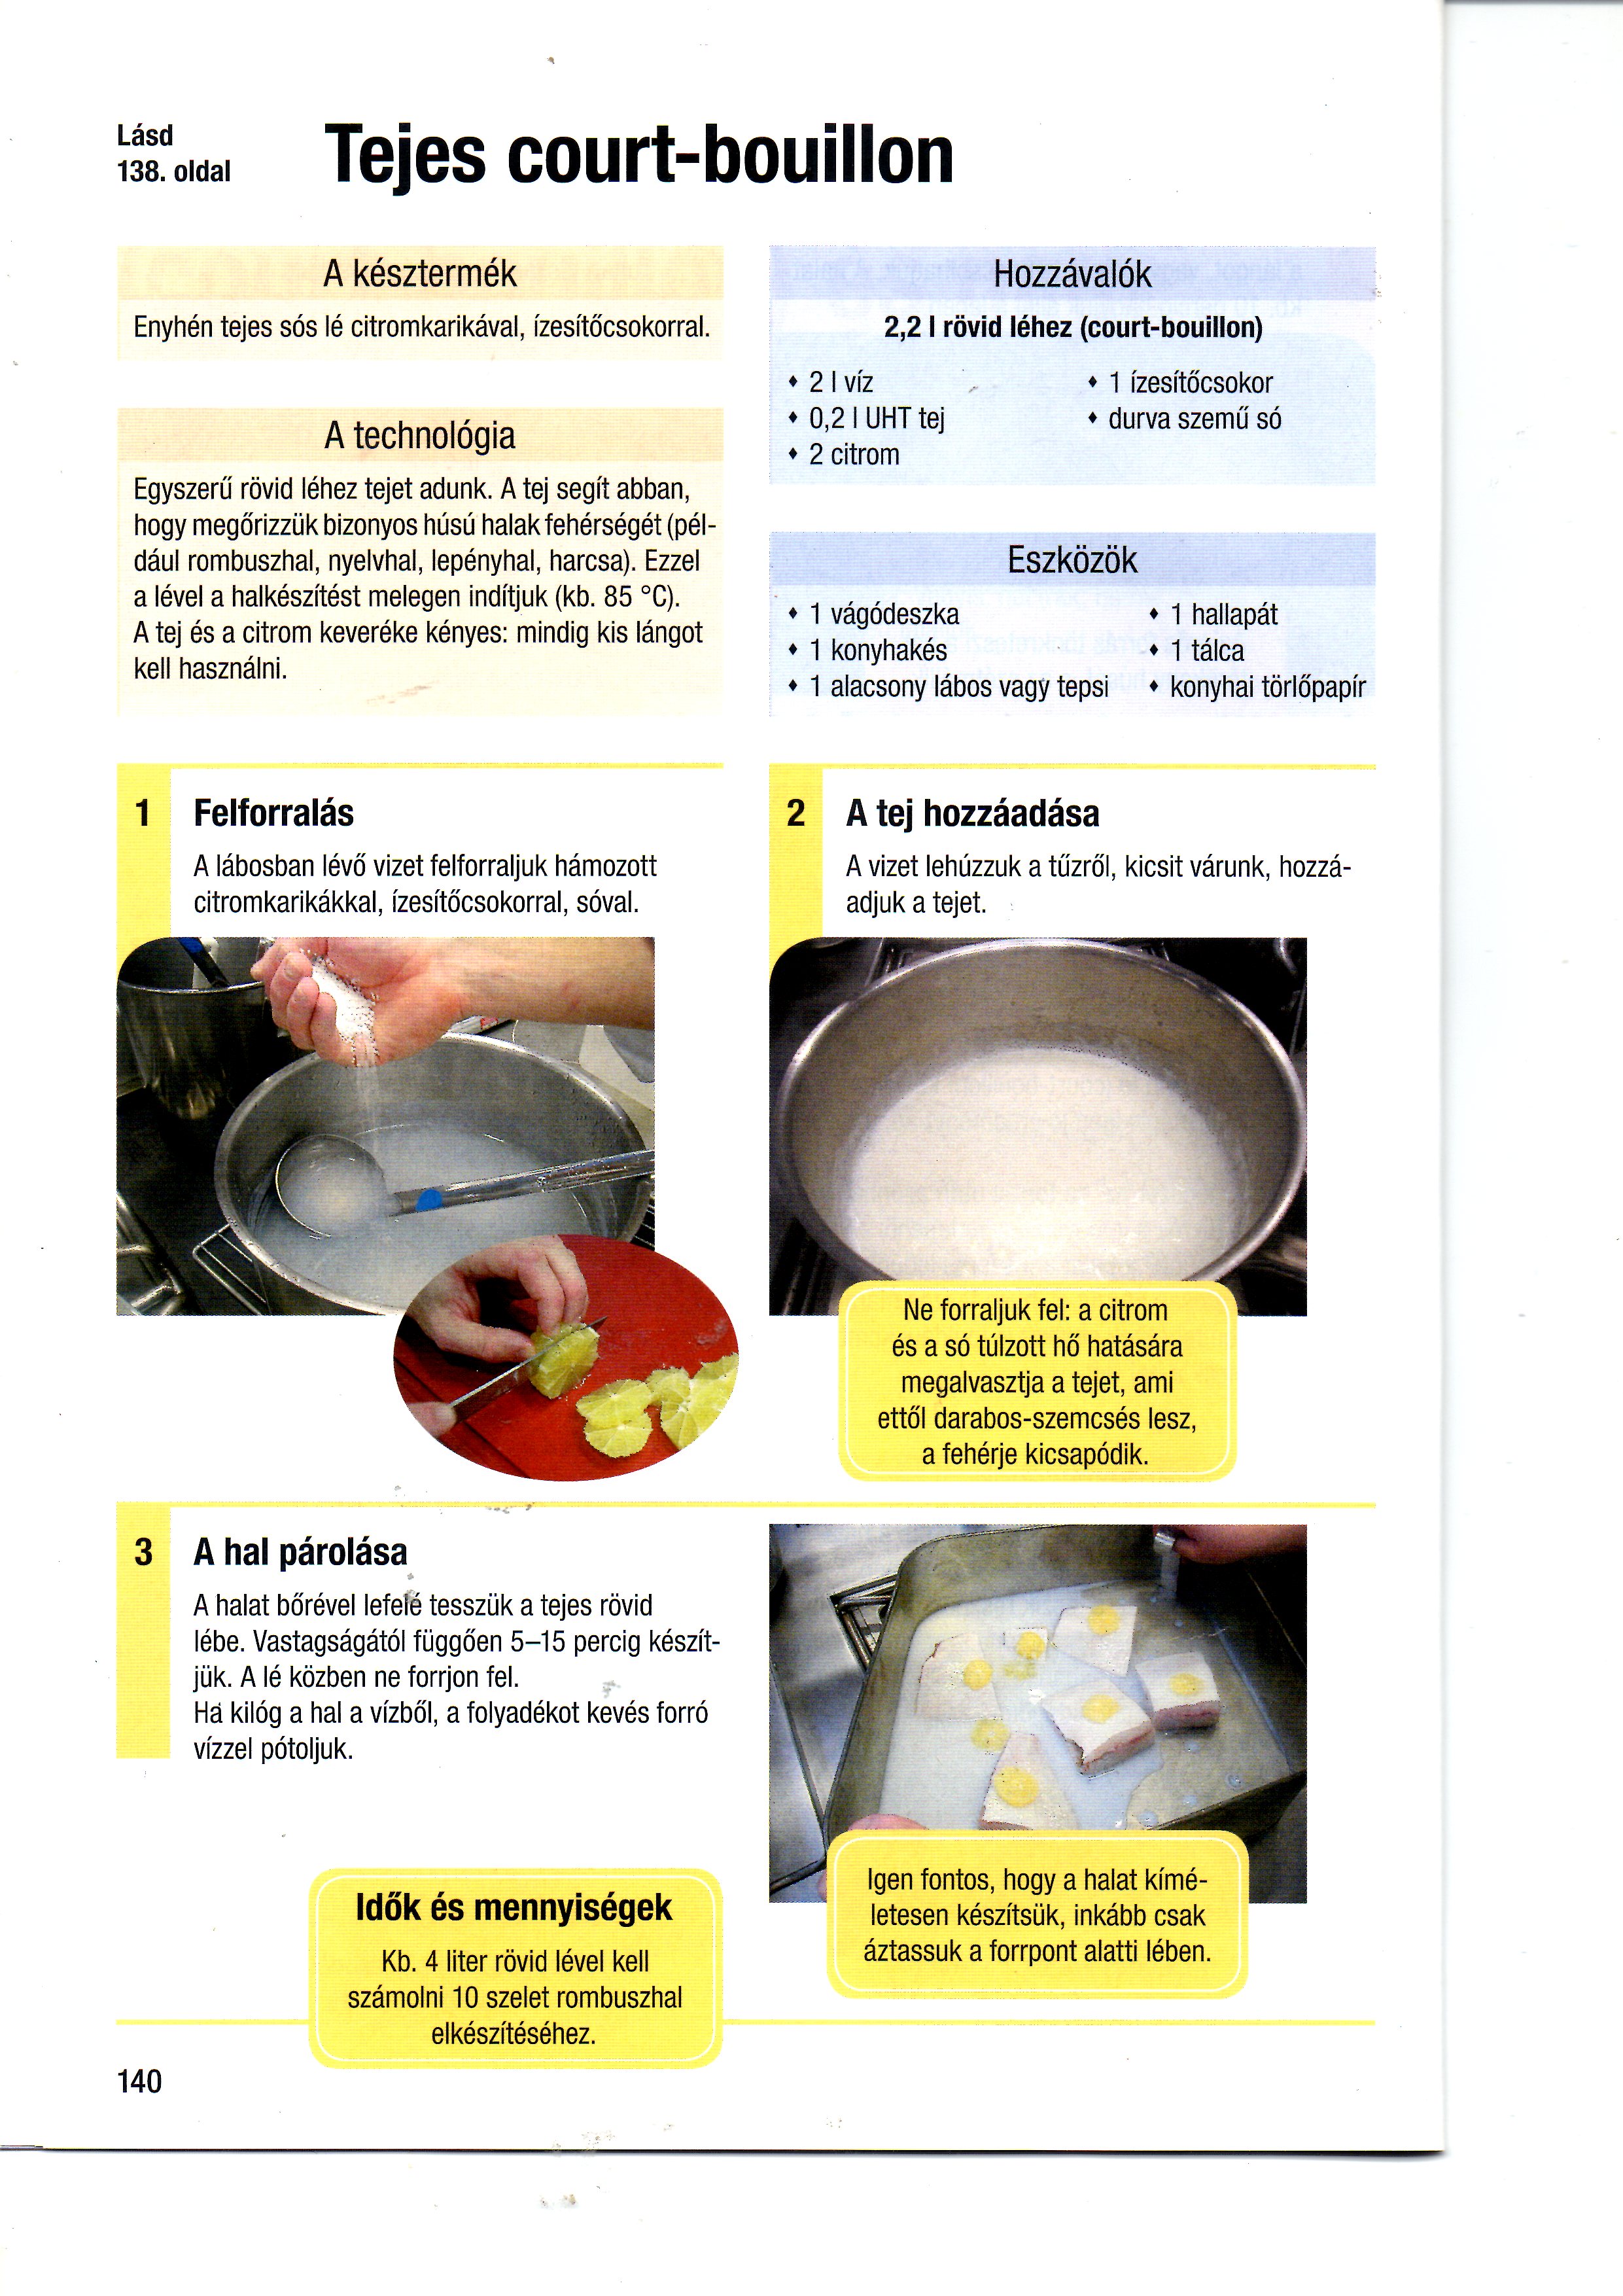 Lásd
138. oldal
Tejes court-bouillon
A késztermék
Enyhén tejes sós lé citromkarikával, ízesítőcsokorral.
A technológia
Egyszerű rövid léhez tejet adunk. A tej segít abban,
hogy megőrizzük bizonyos húsú halak fehérségét (pél-
dául rombuszhal, nyelvhal, lepényhal, harcsa). Ezzel
a lével a halkészítést melegen indítjuk (kb. 85 °C).
A tej és a citrom keveréke kényes: mindig kis lángot
kell használni.
Hozzávalók
2,2 l rövid léhez (court-bouillon)
♦ 2 l víz
♦ 0,2 l UHT tej
♦ 2 citrom
♦ 1 ízesítőcsokor
♦ durva szemű só
Eszközök
♦ 1 vágódeszka
♦ 1 konyhakés
♦ 1 alacsony lábos vagy tepsi
♦ 1 hallapát
♦ 1 tálca
♦ konyhai törlőpapír
1 Felforralás
A lábosban lévő vizet felforraljuk hámozott
citromkarikákkal, ízesítőcsokorral, sóval.
2 A tej hozzáadása
A vizet lehúzzuk a tűzről, kicsit várunk, hozzá-
adjuk a tejet.
Ne forraljuk fel: a citrom
és a só túlzott hő hatására
megalvasztja a tejet, ami
ettől darabos-szemcsés lesz,
a fehérje kicsapódik.
3 A hal párolása
A halat bőrével lefelé tesszük a tejes rövid
lébe. Vastagságától függően 5–15 percig készít-
jük. A lé közben ne forrjon fel.
Ha kilóg a hal a vízből, a folyadékot kevés forró
vízzel pótoljuk.
Igen fontos, hogy a halat kímé-
letesen készítsük, inkább csak
áztassuk a forrpont alatti lében.
Idők és mennyiségek
Kb. 4 liter rövid lével kell
számolni 10 szelet rombuszhal
elkészítéséhez.
140